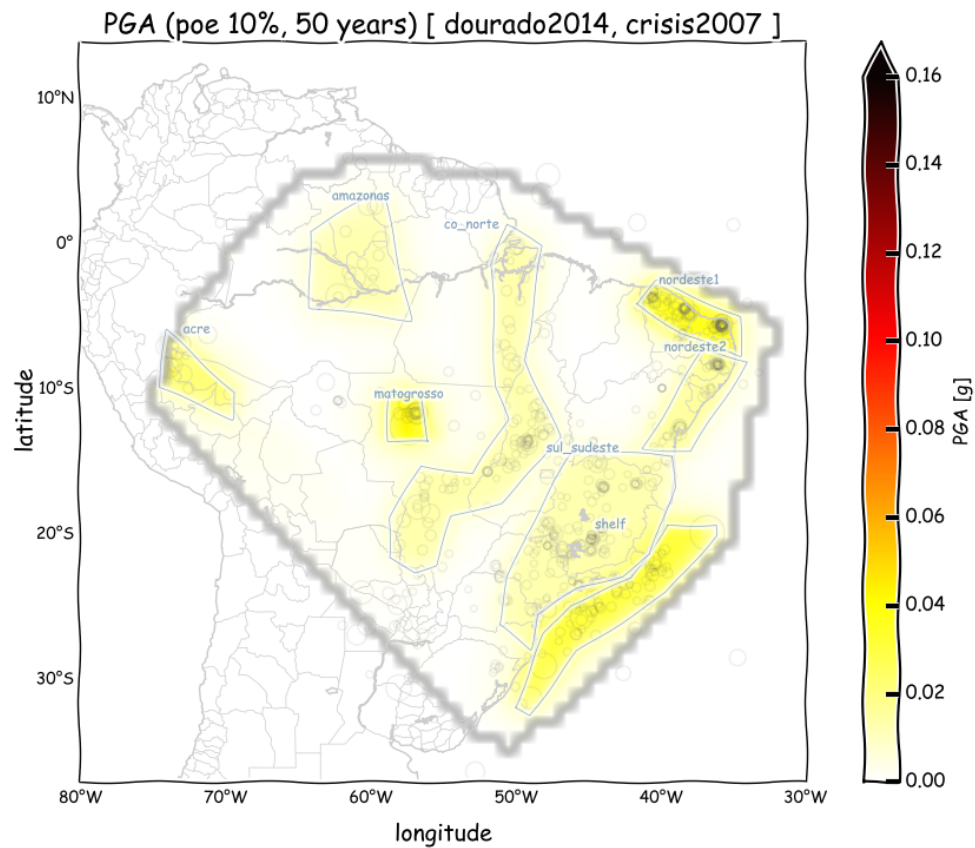 PGA (poe 10%, 50 years) [ dourado2014, crisis2007 ]
10°N
0°
10°S
20°S
30°S
latitude
80°W
70°W
60°W
50°W
40°W
30°W
longitude
amazonas
co_norte
nordeste1
acre
nordeste2
matogrosso
sul_sudeste
shelf
0.16
0.14
0.12
0.10
0.08
0.06
0.04
0.02
0.00
PGA [g]